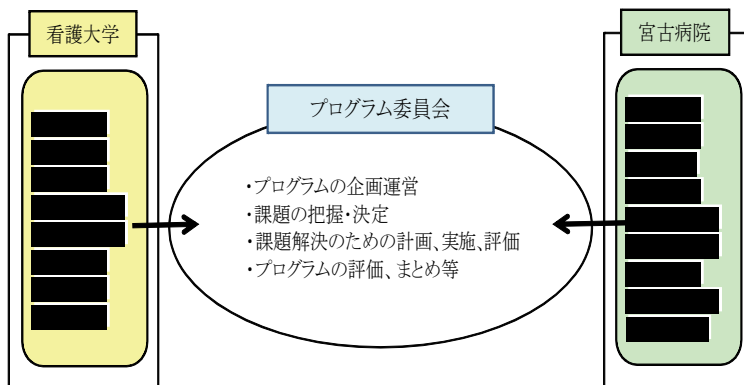 看護大学
宮古病院
プログラム委員会
・プログラムの企画運営
・課題の把握・決定
・課題解決のための計画、実施、評価
・プログラムの評価、まとめ等